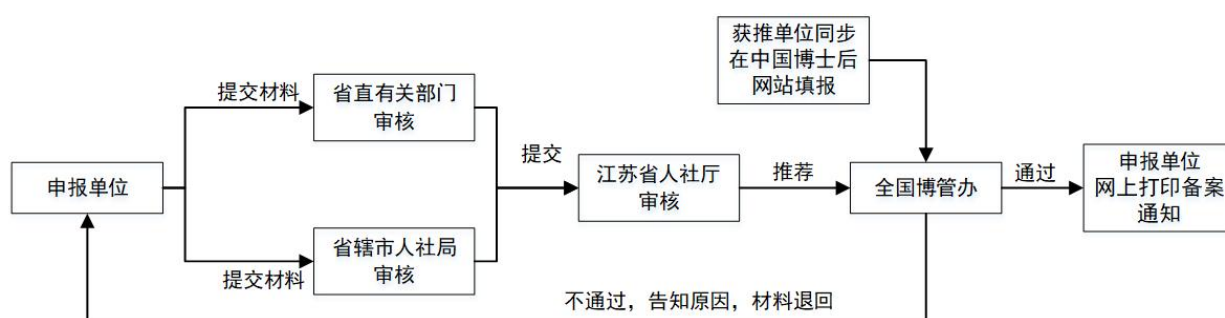 获推单位同步
在中国博士后
网站填报
提交材料
省直有关部门
审核
提交
申报单位
江苏省人社厅
审核
推荐
全国博管办
通过
申报单位
网上打印备案
通知
省辖市人社局
审核
提交材料
不通过，告知原因，材料退回